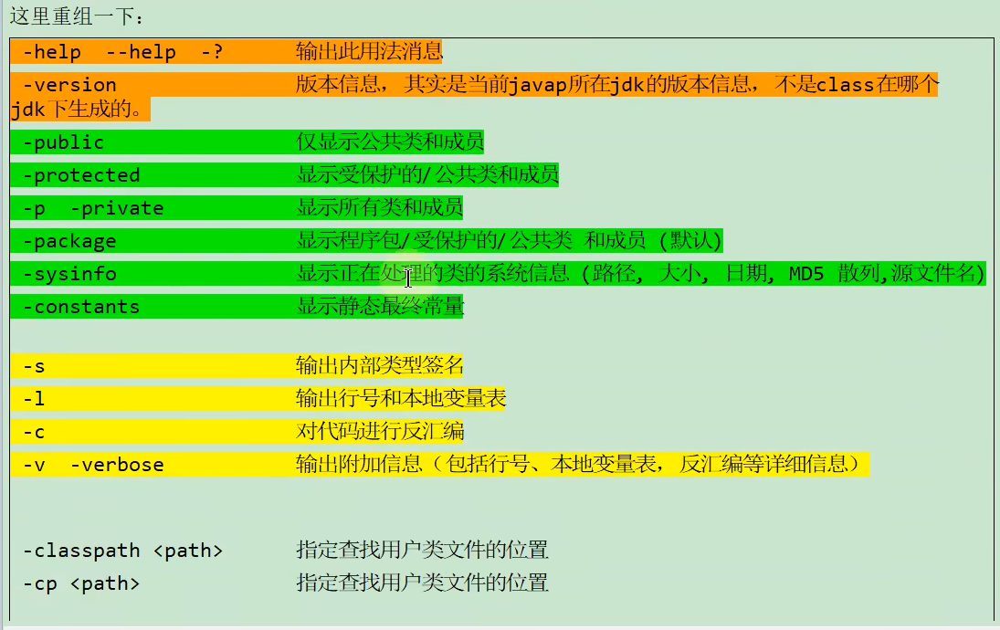 这里重组一下：
-help --help -? 输出此用法消息
-version 版本信息，其实是当前javap所在jdk的版本信息，不是class在哪个
jdk下生成的。
-public 仅显示公共类和成员
-protected 显示受保护的/公共类和成员
-p -private 显示所有类和成员
-package 显示程序包/受保护的/公共类 和成员 (默认)
-sysinfo 显示正在处理的类的系统信息 (路径, 大小, 日期, MD5 散列,源文件名)
-constants 显示静态最终常量
-s 输出内部类型签名
-l 输出行号和本地变量表
-c 对代码进行反汇编
-v -verbose 输出附加信息（包括行号、本地变量表，反汇编等详细信息）
-classpath <path> 指定查找用户类文件的位置
-cp <path> 指定查找用户类文件的位置